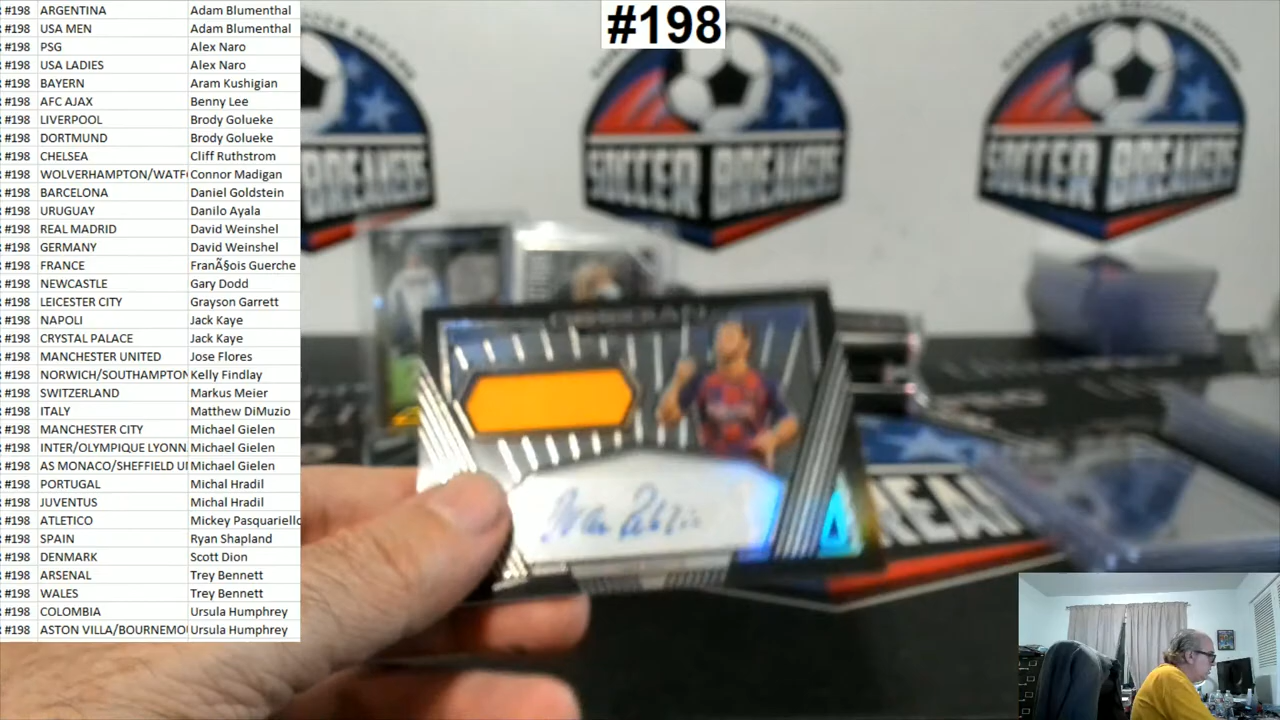 #198
#198 ARGENTINA Adam Blumenthal
#198 USA MEN Adam Blumenthal
#198 PSG Alex Naro
#198 USA LADIES Alex Naro
#198 BAYERN Aram Kushigian
#198 AFC AJAX Benny Lee
#198 LIVERPOOL Brody Golueke
#198 DORTMUND Brody Golueke
#198 CHELSEA Cliff Ruthstrom
#198 WOLVERHAMPTON/WATF Connor Madigan
#198 BARCELONA Daniel Goldstein
#198 URUGUAY Danilo Ayala
#198 REAL MADRID David Weinshel
#198 GERMANY David Weinshel
#198 FRANCE FranÃ§ois Guerche
#198 NEWCASTLE Gary Dodd
#198 LEICESTER CITY Grayson Garrett
#198 NAPOLI Jack Kaye
#198 CRYSTAL PALACE Jack Kaye
#198 MANCHESTER UNITED Jose Flores
#198 NORWICH/SOUTHAMPTON Kelly Findlay
#198 SWITZERLAND Markus Meier
#198 ITALY Matthew DiMuzio
#198 MANCHESTER CITY Michael Gielen
#198 INTER/OLYMPIQUE LYONN Michael Gielen
#198 AS MONACO/SHEFFIELD UI Michael Gielen
#198 PORTUGAL Michal Hradil
#198 JUVENTUS Michal Hradil
#198 ATLETICO Mickey Pasquariello
#198 SPAIN Ryan Shapland
#198 DENMARK Scott Dion
#198 ARSENAL Trey Bennett
#198 WALES Trey Bennett
#198 COLOMBIA Ursula Humphrey
#198 ASTON VILLA/BOURNEMO Ursula Humphrey
SOCCER BREAKERS
SOCCER BREAKERS
OBSIDIAN
BREAK